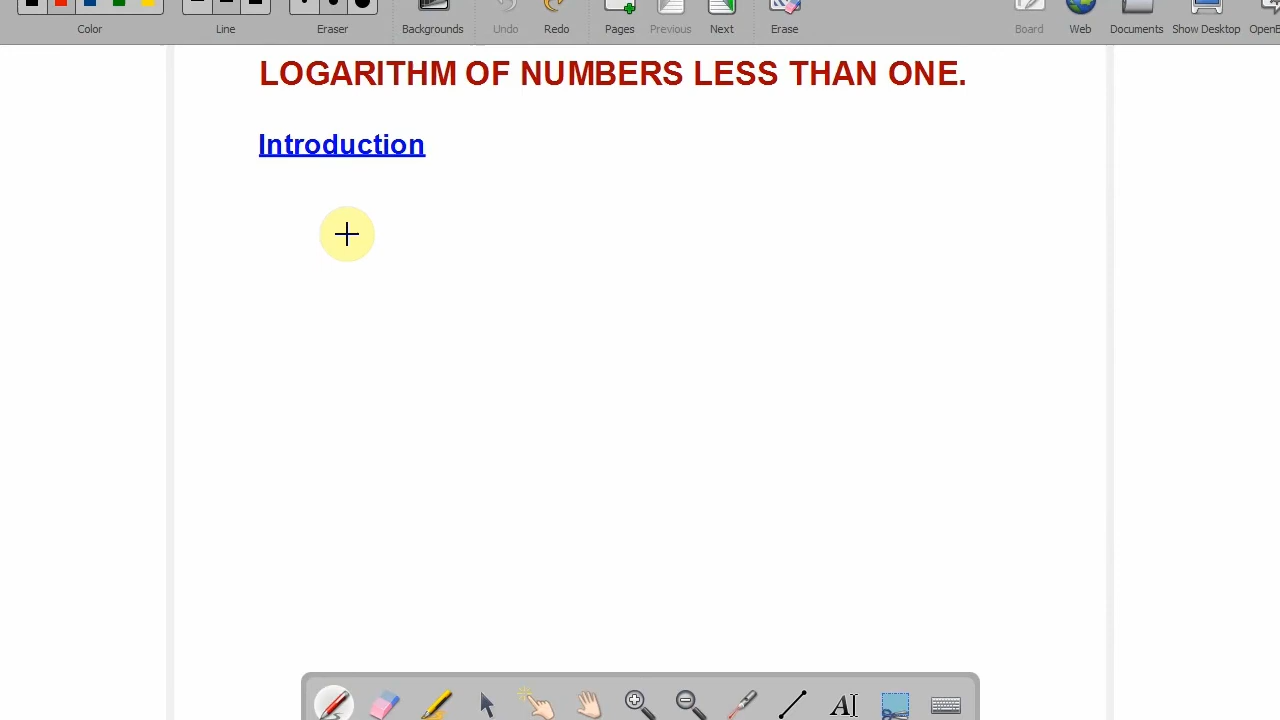 Color Line Eraser Backgrounds Undo Redo Pages Previous Next Erase Board Web Documents Show Desktop
LOGARITHM OF NUMBERS LESS THAN ONE.
Introduction